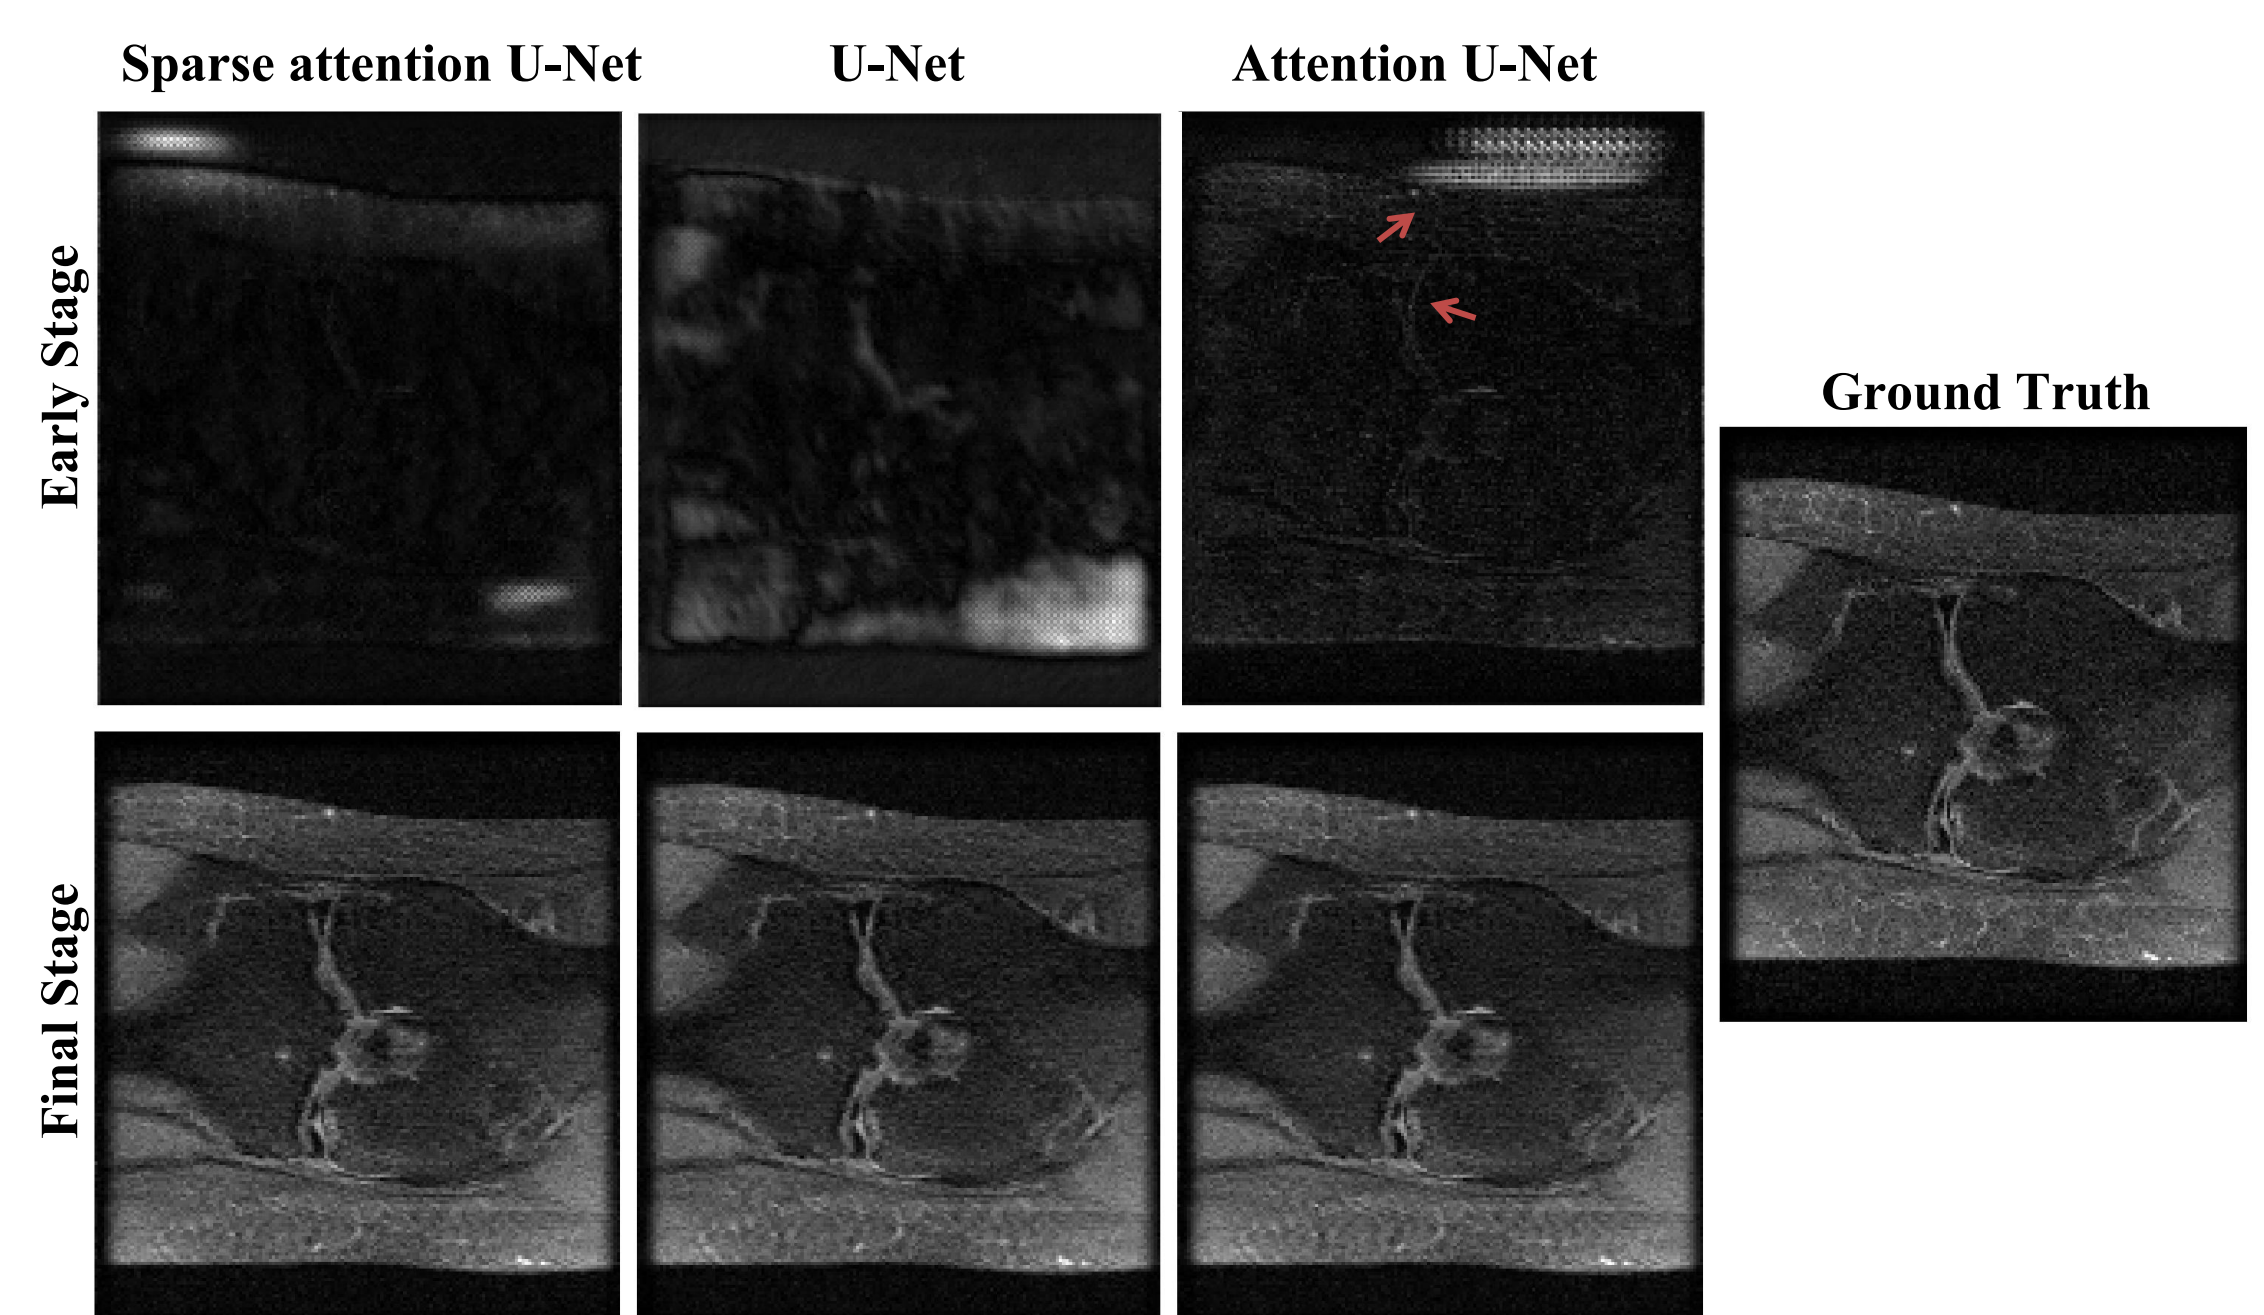 Sparse attention U-Net
U-Net
Attention U-Net
Early Stage
Ground Truth
Final Stage